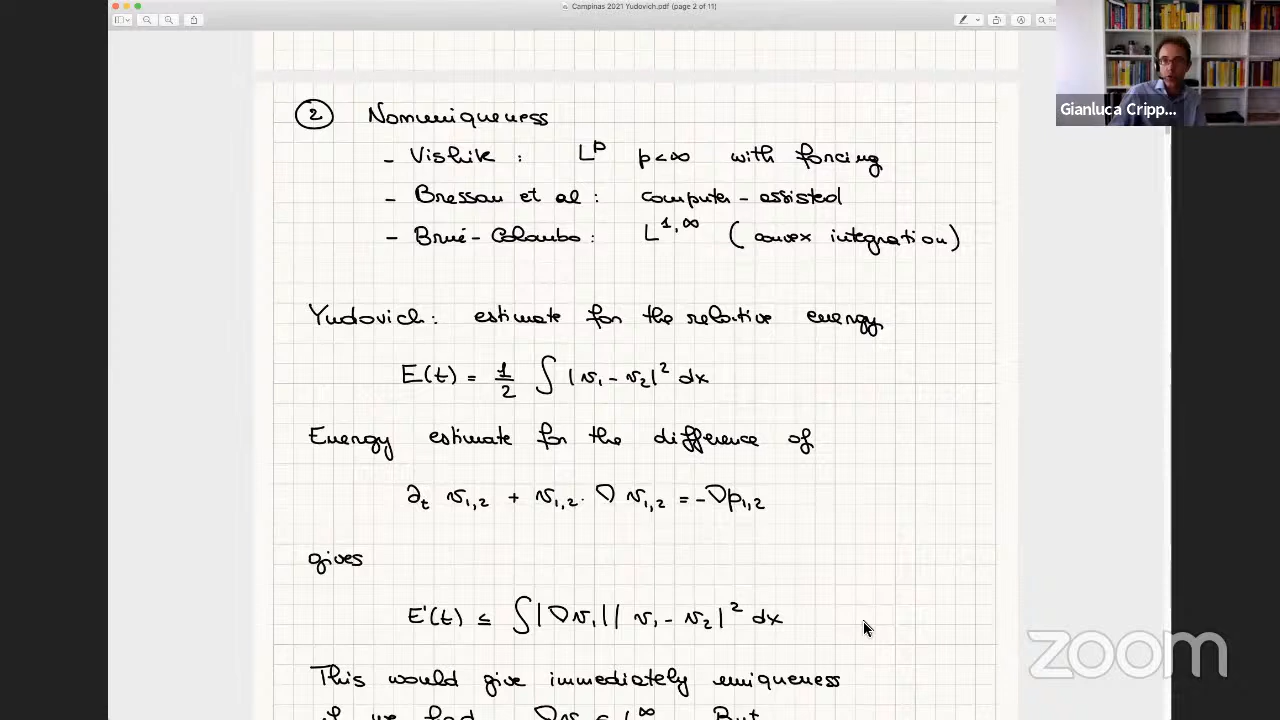 Campinas 2021 Yudovich.pdf (page 2 of 11)
Gianluca Cripp...
② Nonuniqueness
- Vishik : L^p p<∞ with forcing
- Bressan et al : computer-assisted
- Brué-Colombo : L^{1,∞} (convex integration)
Yudovich: estimate for the relative energy
E(t) = 1/2 ∫ |v₁ - v₂|² dx
Energy estimate for the difference of
∂_t v_{1,2} + v_{1,2} · ∇ v_{1,2} = -∇p_{1,2}
gives
E'(t) ≤ ∫ |∇v₁| | v₁ - v₂|² dx
This would give immediately uniqueness
zoom